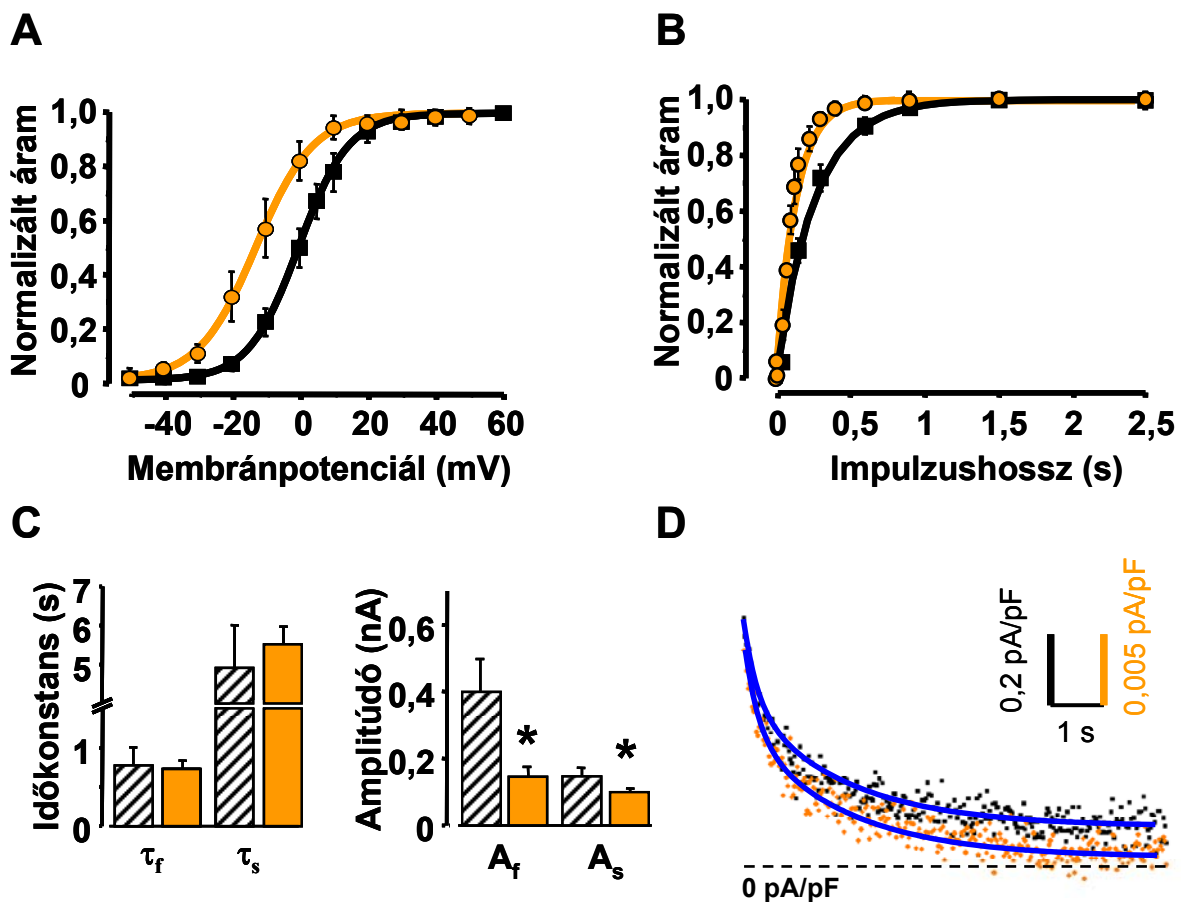 A
Normalizált áram
1,0
0,8
0,6
0,4
0,2
0
-40 -20 0 20 40 60
Membránpotenciál (mV)
B
Normalizált áram
1,0
0,8
0,6
0,4
0,2
0
0 0,5 1 1,5 2 2,5
Impulzushossz (s)
C
Időkonstans (s)
7
6
5
1
0
τf τs
Amplitúdó (nA)
0,6
0,4
0,2
0
* *
Af As
D
0,2 pA/pF
0,005 pA/pF
1 s
0 pA/pF